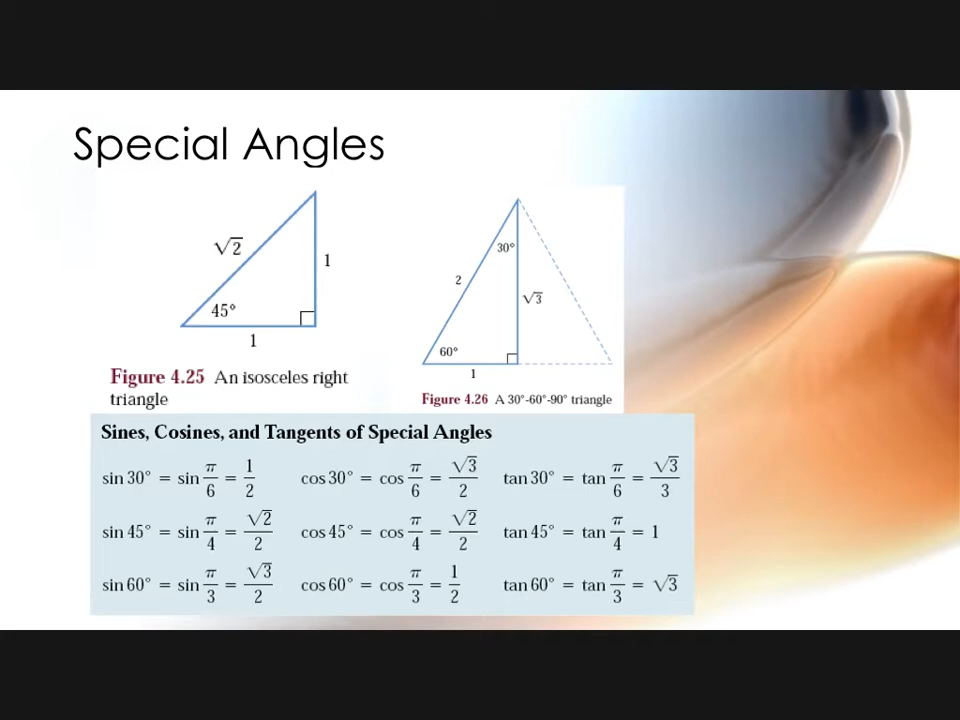 Special Angles
√2
1
45°
1
Figure 4.25 An isosceles right
triangle
30°
2
√3
60°
1
Figure 4.26 A 30°-60°-90° triangle
Sines, Cosines, and Tangents of Special Angles
sin 30° = sin π/6 = 1/2 cos 30° = cos π/6 = √3/2 tan 30° = tan π/6 = √3/3
sin 45° = sin π/4 = √2/2 cos 45° = cos π/4 = √2/2 tan 45° = tan π/4 = 1
sin 60° = sin π/3 = √3/2 cos 60° = cos π/3 = 1/2 tan 60° = tan π/3 = √3